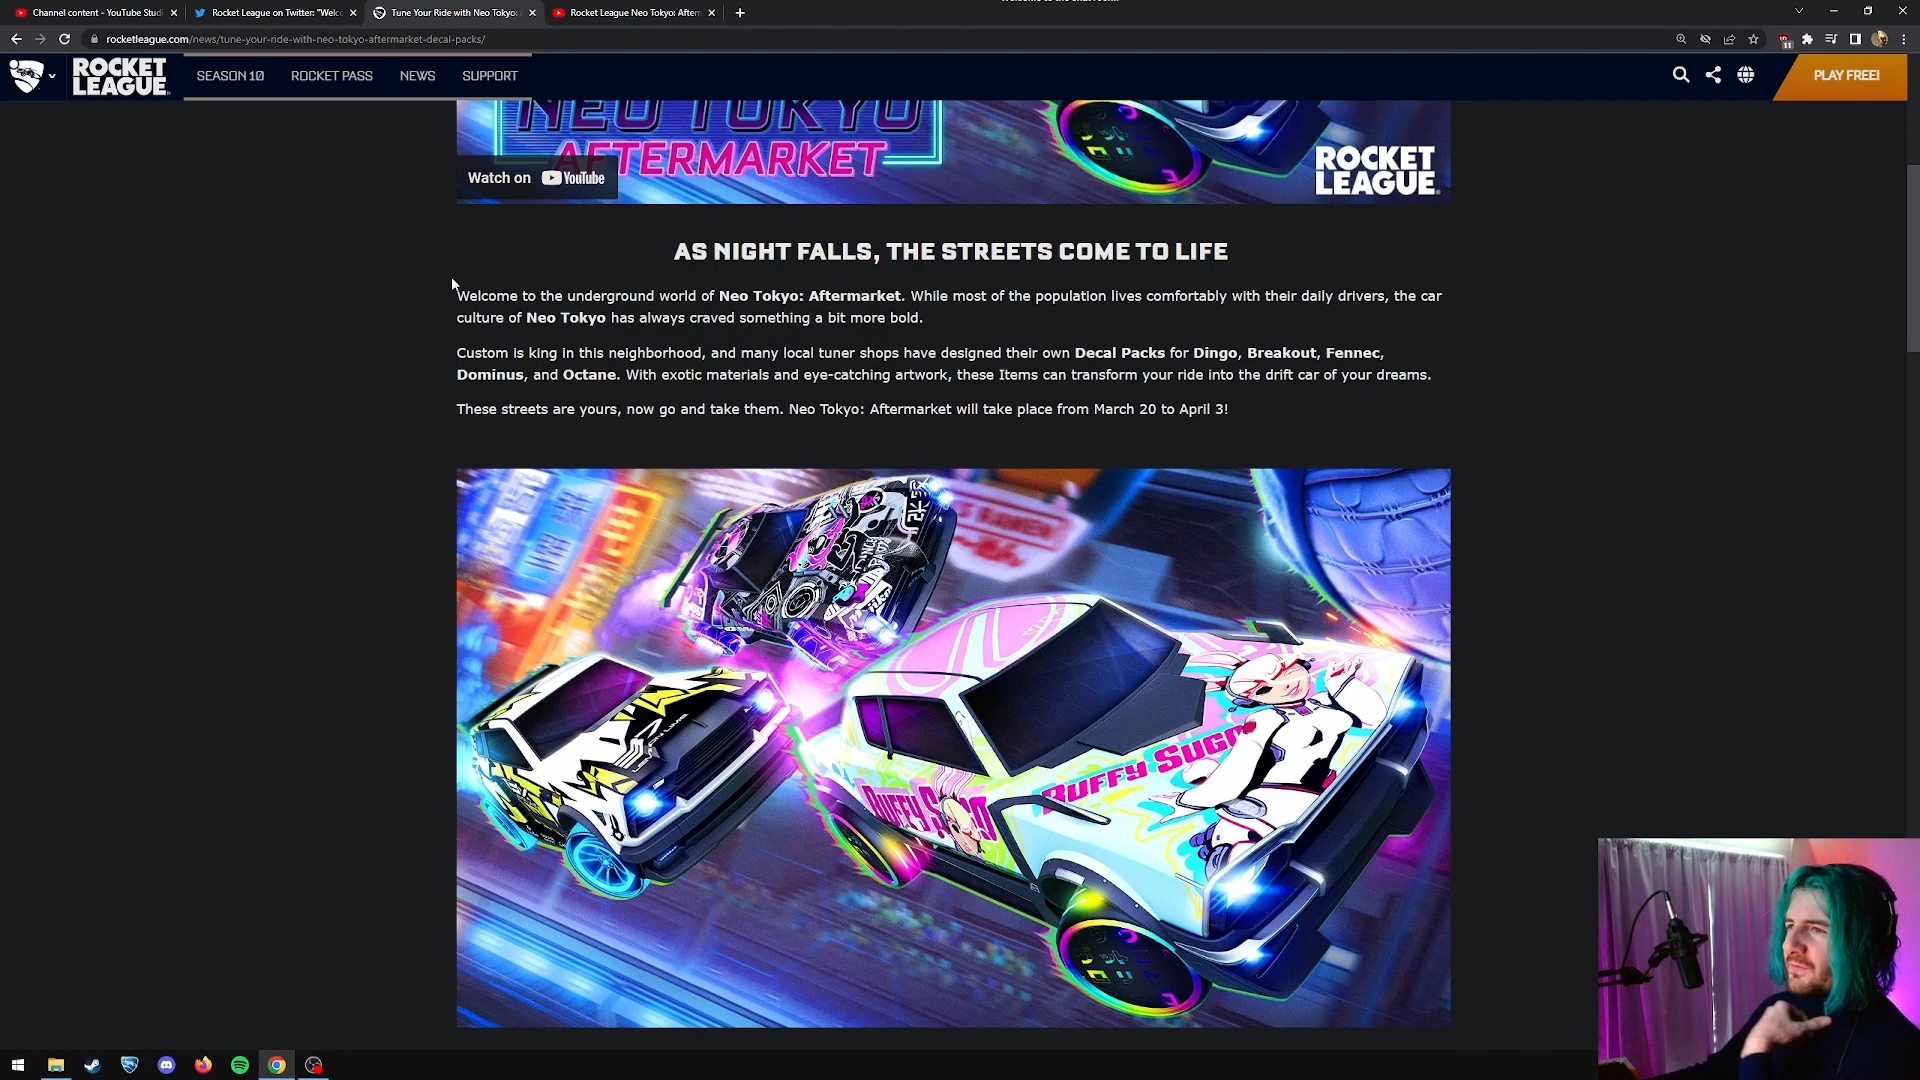 Channel content - YouTube Studi
Rocket League on Twitter: "Welc
Tune Your Ride with Neo Tokyo:
Rocket League Neo Tokyo: Aftern
rocketleague.com/news/tune-your-ride-with-neo-tokyo-aftermarket-decal-packs/
11
ROCKET
LEAGUE
SEASON 10
ROCKET PASS
NEWS
SUPPORT
PLAY FREE!
NEO TOKYO
AFTERMARKET
Watch on YouTube
ROCKET
LEAGUE
AS NIGHT FALLS, THE STREETS COME TO LIFE
Welcome to the underground world of Neo Tokyo: Aftermarket. While most of the population lives comfortably with their daily drivers, the car
culture of Neo Tokyo has always craved something a bit more bold.
Custom is king in this neighborhood, and many local tuner shops have designed their own Decal Packs for Dingo, Breakout, Fennec,
Dominus, and Octane. With exotic materials and eye-catching artwork, these Items can transform your ride into the drift car of your dreams.
These streets are yours, now go and take them. Neo Tokyo: Aftermarket will take place from March 20 to April 3!
RUFFY SUGO